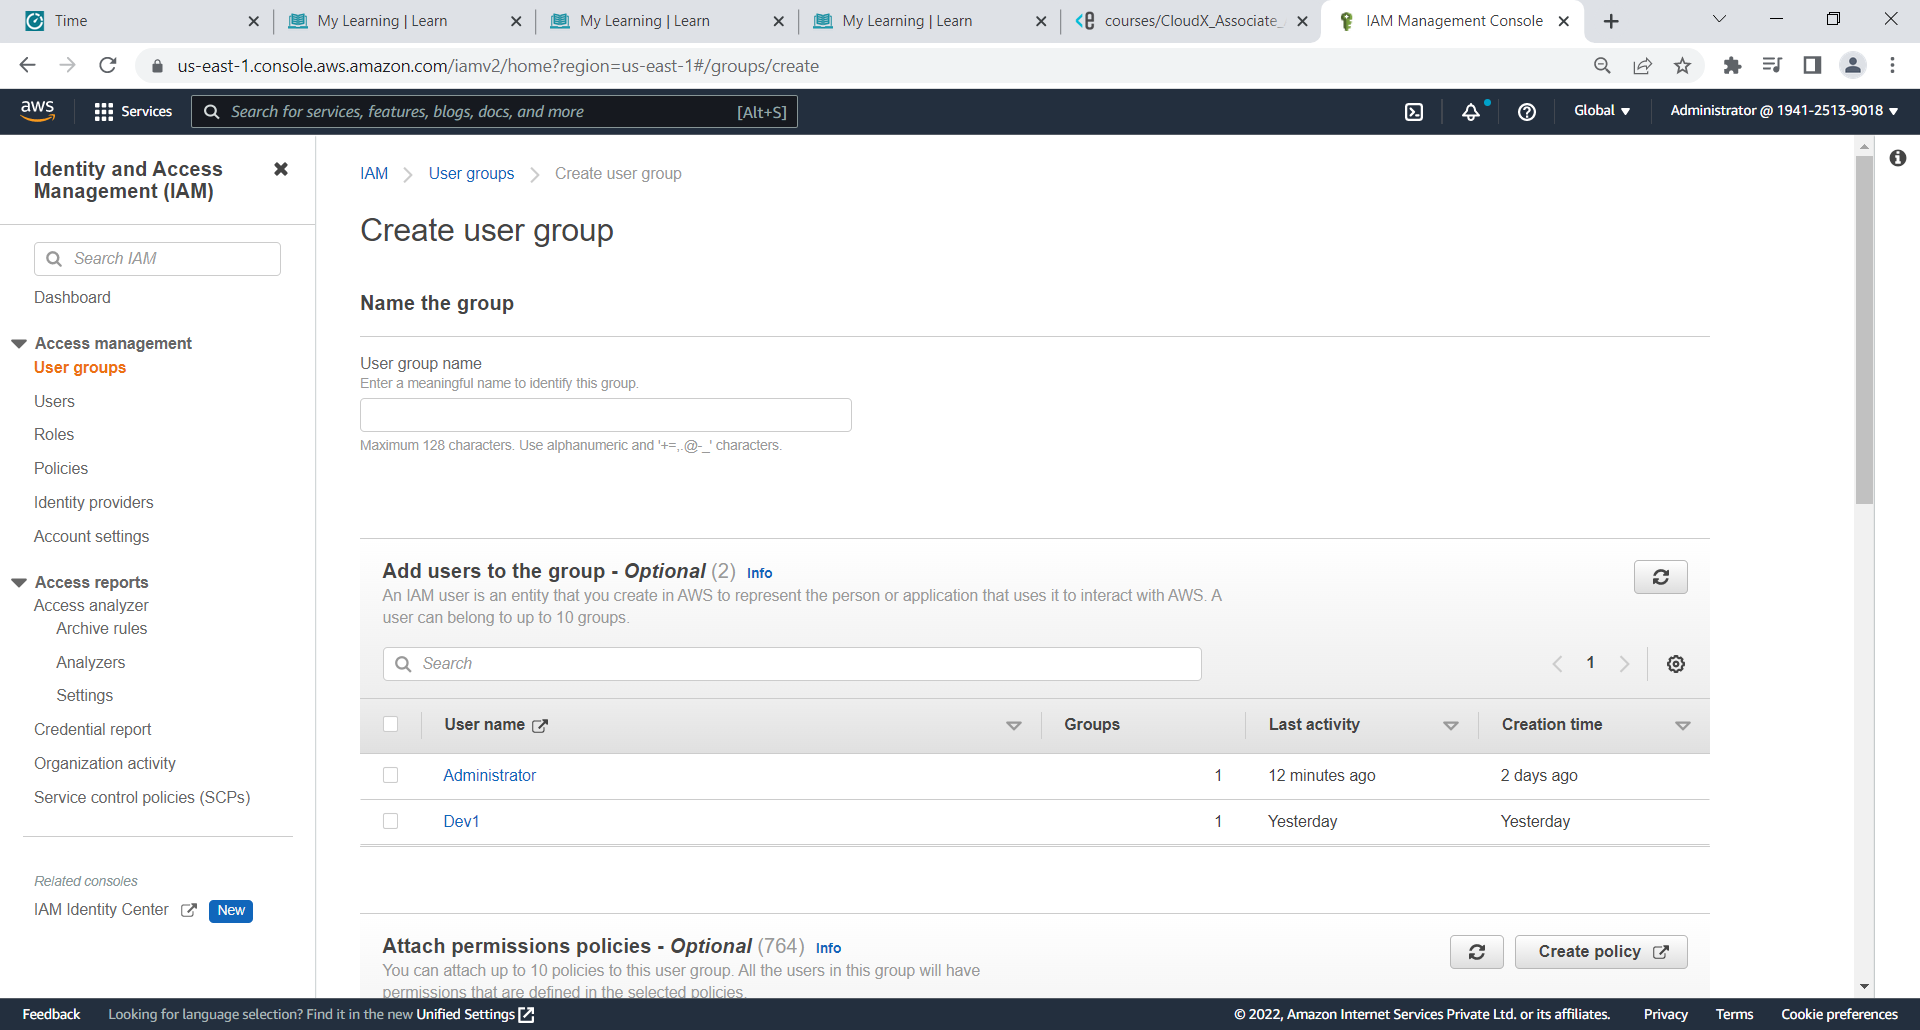 Time
My Learning | Learn
My Learning | Learn
My Learning | Learn
courses/CloudX_Associate_
IAM Management Console
us-east-1.console.aws.amazon.com/iamv2/home?region=us-east-1#/groups/create
aws
Services
Search for services, features, blogs, docs, and more
[Alt+S]
Global
Administrator @ 1941-2513-9018
Identity and Access
Management (IAM)
Search IAM
Dashboard
Access management
User groups
Users
Roles
Policies
Identity providers
Account settings
Access reports
Access analyzer
Archive rules
Analyzers
Settings
Credential report
Organization activity
Service control policies (SCPs)
Related consoles
IAM Identity Center
New
IAM
User groups
Create user group
Create user group
Name the group
User group name
Enter a meaningful name to identify this group.
Maximum 128 characters. Use alphanumeric and '+=,.@-_' characters.
Add users to the group - Optional (2) Info
An IAM user is an entity that you create in AWS to represent the person or application that uses it to interact with AWS. A
user can belong to up to 10 groups.
Search
1
User name
Groups
Last activity
Creation time
Administrator
1
12 minutes ago
2 days ago
Dev1
1
Yesterday
Yesterday
Attach permissions policies - Optional (764) Info
You can attach up to 10 policies to this user group. All the users in this group will have
permissions that are defined in the selected policies.
Create policy
Feedback
Looking for language selection? Find it in the new Unified Settings
© 2022, Amazon Internet Services Private Ltd. or its affiliates.
Privacy
Terms
Cookie preferences